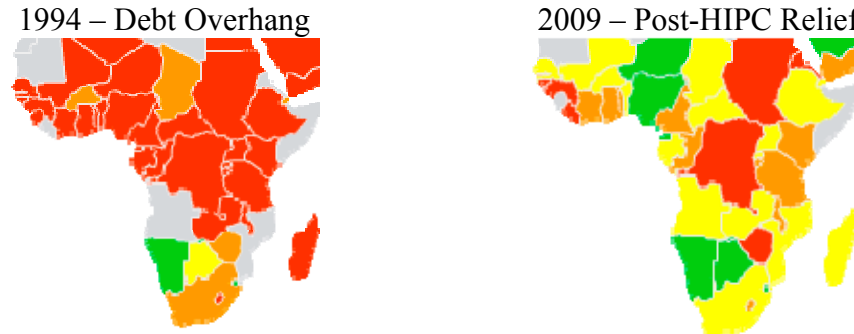 1994 – Debt Overhang
2009 – Post-HIPC Relief